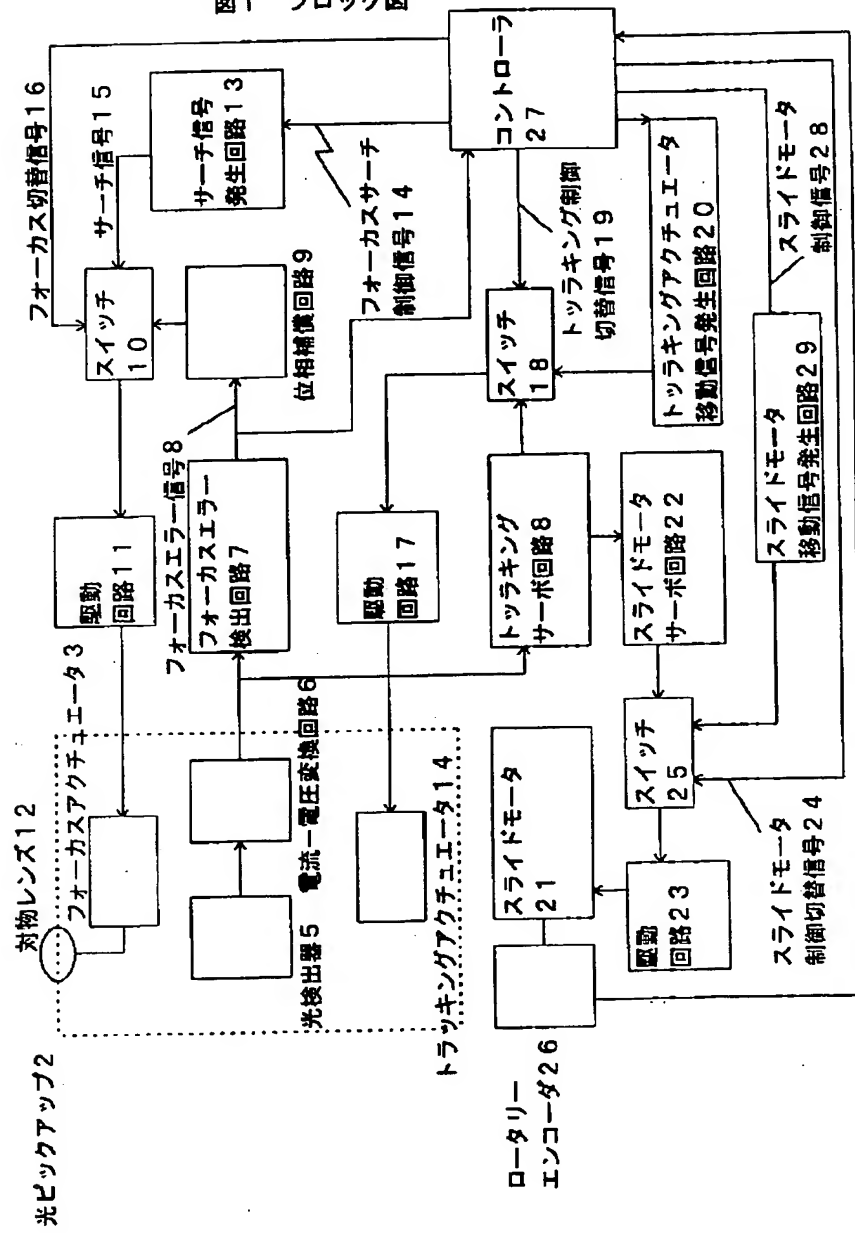 図1 ブロック図
光ピックアップ2
対物レンズ12
フォーカスアクチュエータ3
光検出器5
電流ー電圧変換回路6
トラッキングアクチュエータ14
駆動
回路11
フォーカスエラー信号8
フォーカスエラー
検出回路7
位相補償回路9
スイッチ
10
フォーカス切替信号16
サーチ信号15
サーチ信号
発生回路13
フォーカスサーチ
制御信号14
コントローラ
27
駆動
回路17
スイッチ
18
トッラキング制御
切替信号19
トッラキングアクチュエータ
移動信号発生回路20
トッラキング
サーボ回路8
スライドモータ
サーボ回路22
スライドモータ
21
ロータリー
エンコーダ26
駆動
回路23
スイッチ
25
スライドモータ
制御切替信号24
スライドモータ
移動信号発生回路29
スライドモータ
制御信号28